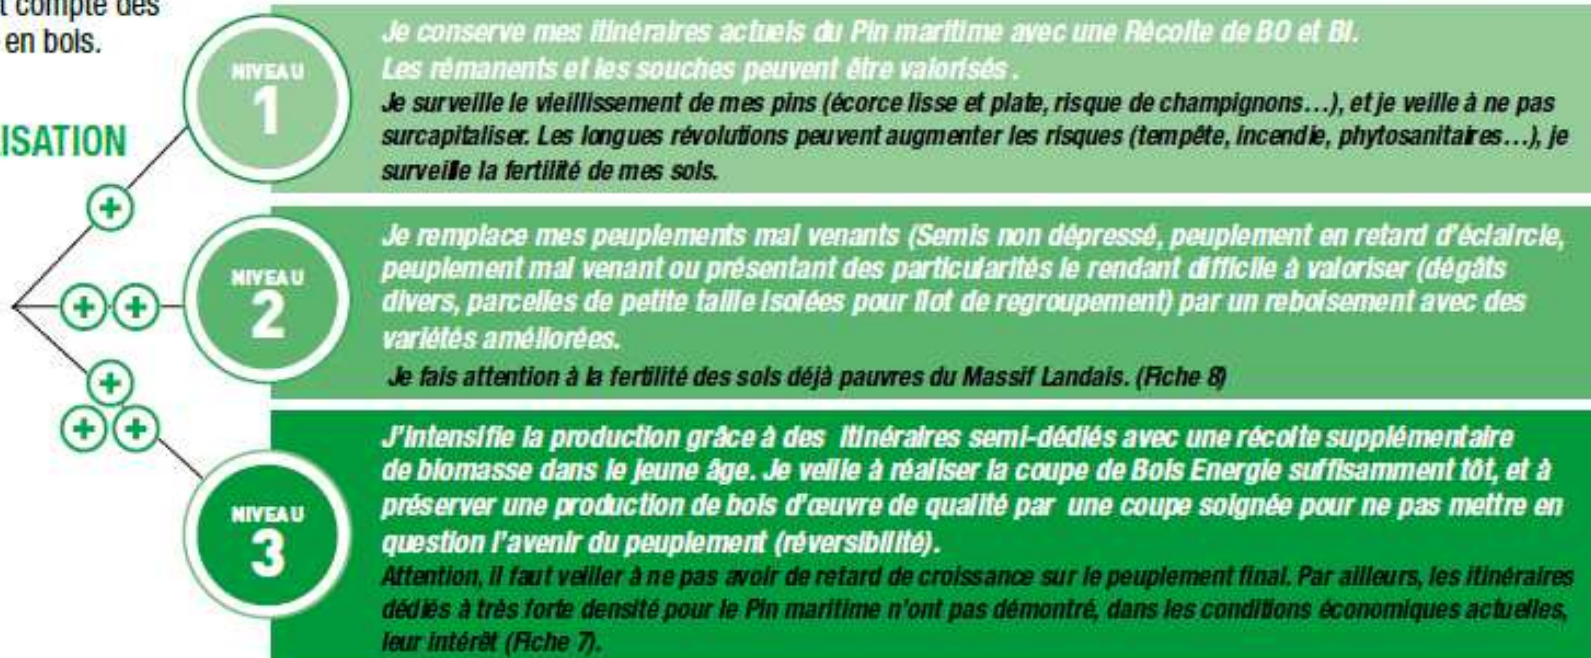 t compte des
en bois.
ISATION
NIVEAU
1
Je conserve mes itinéraires actuels du Pin maritime avec une Récolte de BO et BI.
Les rémanents et les souches peuvent être valorisés .
Je surveille le vieillissement de mes pins (écorce lisse et plate, risque de champignons…), et je veille à ne pas
surcapitaliser. Les longues révolutions peuvent augmenter les risques (tempête, incendie, phytosanitaires…), je
surveille la fertilité de mes sols.
+
NIVEAU
2
+ +
Je remplace mes peuplements mal venants (Semis non dépressé, peuplement en retard d'éclaircie,
peuplement mal venant ou présentant des particularités le rendant difficile à valoriser (dégâts
divers, parcelles de petite taille isolées pour îlot de regroupement) par un reboisement avec des
variétés améliorées.
Je fais attention à la fertilité des sols déjà pauvres du Massif Landais. (Fiche 8)
+
+ +
NIVEAU
3
J'intensifie la production grâce à des itinéraires semi-dédiés avec une récolte supplémentaire
de biomasse dans le jeune âge. Je veille à réaliser la coupe de Bois Energie suffisamment tôt, et à
préserver une production de bois d'œuvre de qualité par une coupe soignée pour ne pas mettre en
question l'avenir du peuplement (réversibilité).
Attention, il faut veiller à ne pas avoir de retard de croissance sur le peuplement final. Par ailleurs, les itinéraires
dédiés à très forte densité pour le Pin maritime n'ont pas démontré, dans les conditions économiques actuelles,
leur intérêt (Fiche 7).